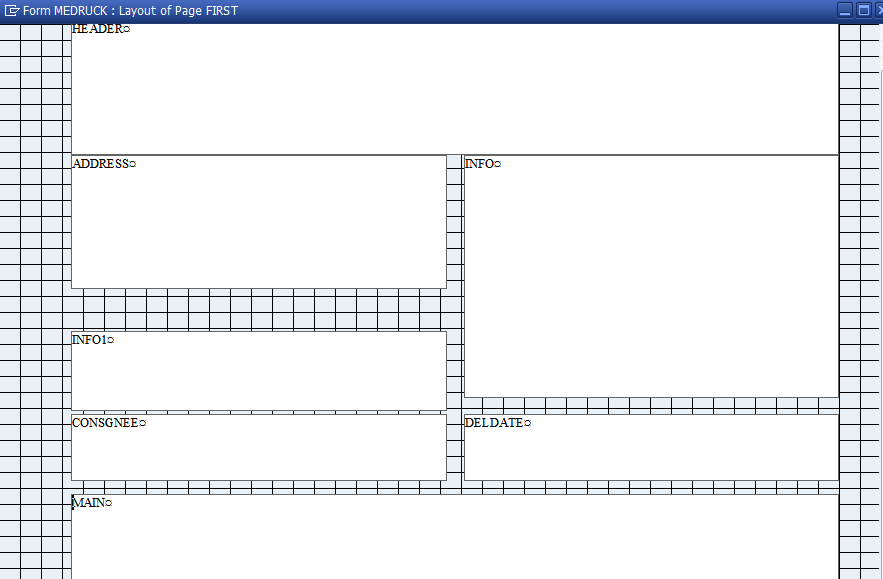 Form MEDRUCK : Layout of Page FIRST
HEADER¤
ADDRESS¤
INFO¤
INFO1¤
CONSGNEE¤
DELDATE¤
MAIN¤